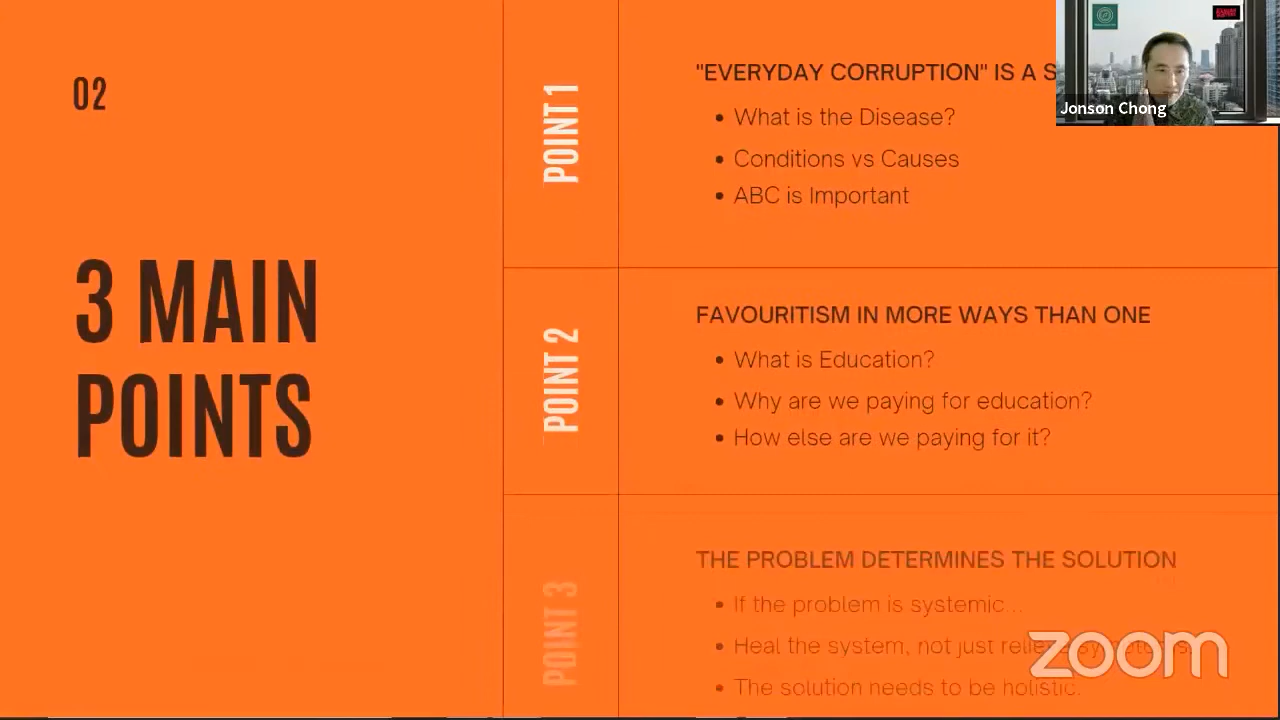 02
3 MAIN
POINTS
POINT 1
"EVERYDAY CORRUPTION" IS A
What is the Disease?
Conditions vs Causes
ABC is Important
POINT 2
FAVOURITISM IN MORE WAYS THAN ONE
What is Education?
Why are we paying for education?
How else are we paying for it?
POINT 3
THE PROBLEM DETERMINES THE SOLUTION
If the problem is systemic...
Heal the system, not just relieve symptoms
The solution needs to be holistic.
Jonson Chong
zoom